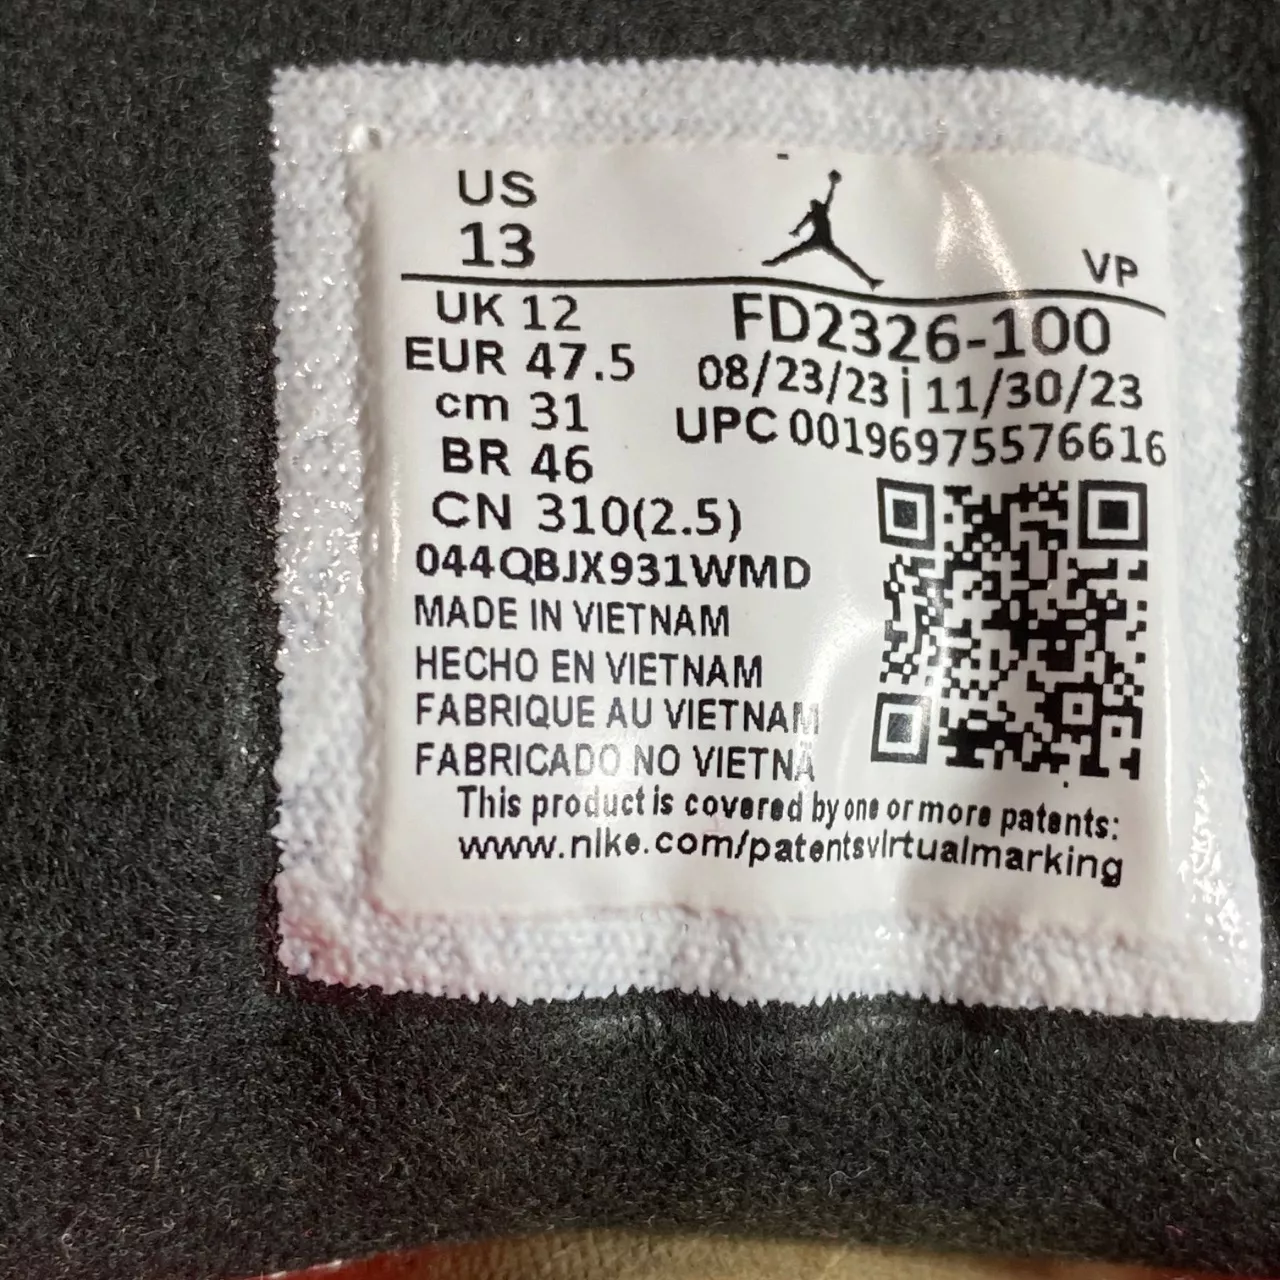 US
13
VP
UK 12
EUR 47.5
cm 31
BR 46
CN 310(2.5)
FD2326-100
08/23/23 | 11/30/23
UPC 00196975576616
044QBJX931WMD
MADE IN VIETNAM
HECHO EN VIETNAM
FABRIQUE AU VIETNAM
FABRICADO NO VIETNA
This product is covered by one or more patents:
www.nike.com/patentsvirtualmarking